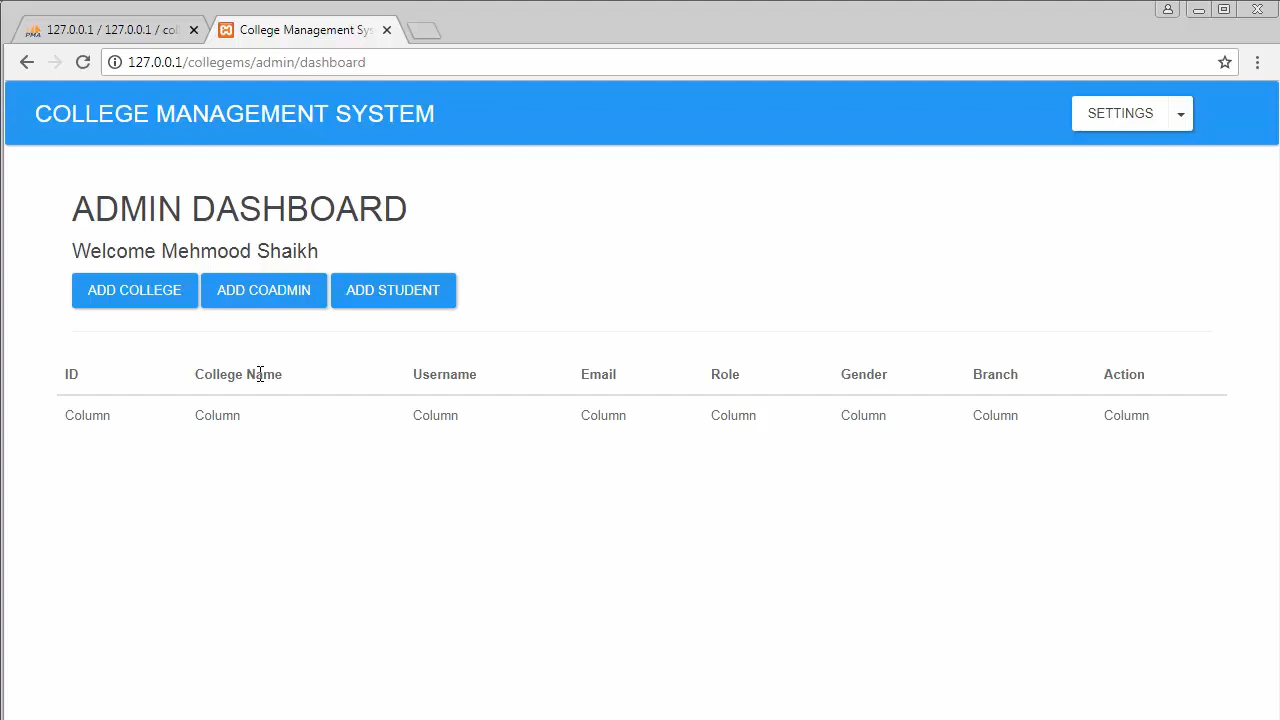 PMA 127.0.0.1 / 127.0.0.1 / col
College Management Sys
127.0.0.1/collegems/admin/dashboard
COLLEGE MANAGEMENT SYSTEM
SETTINGS
ADMIN DASHBOARD
Welcome Mehmood Shaikh
ADD COLLEGE ADD COADMIN ADD STUDENT
ID College Name Username Email Role Gender Branch Action
Column Column Column Column Column Column Column Column